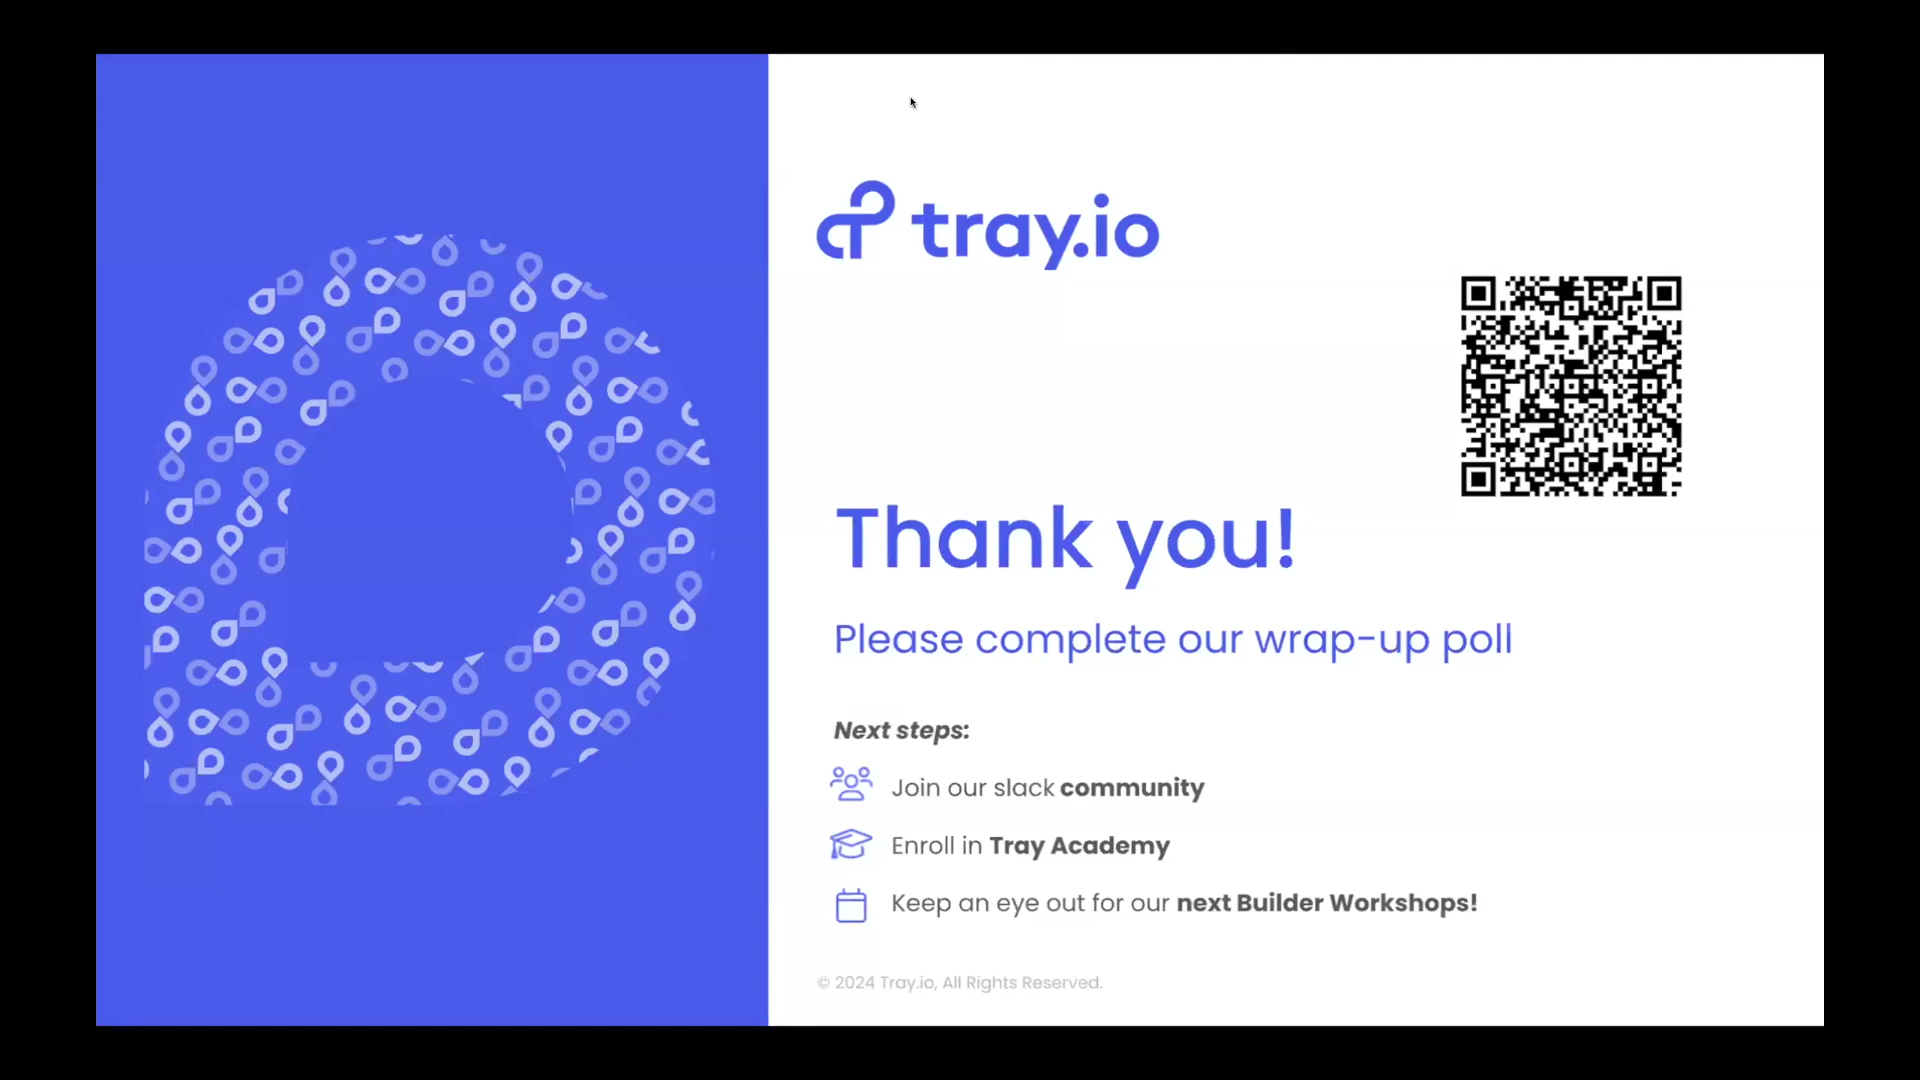 tray.io
Thank you!
Please complete our wrap-up poll
Next steps:
Join our slack community
Enroll in Tray Academy
Keep an eye out for our next Builder Workshops!
© 2024 Tray.io, All Rights Reserved.